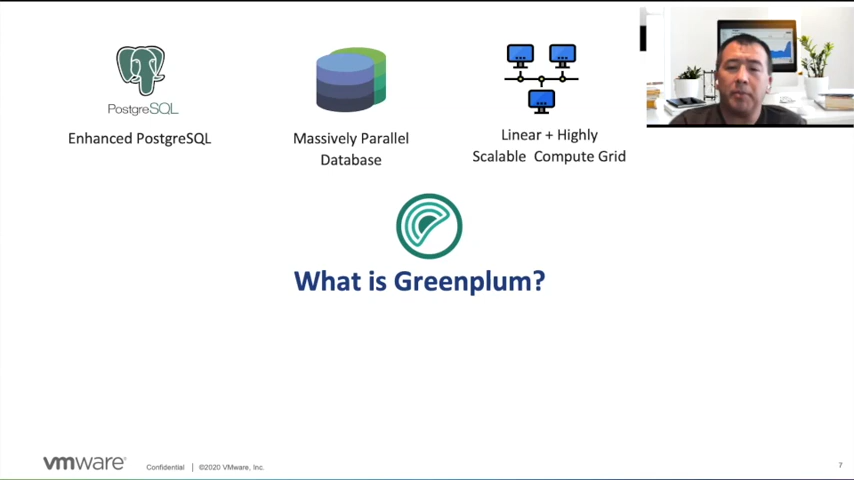 PostgreSQL
Enhanced PostgreSQL
Massively Parallel
Database
Linear + Highly
Scalable Compute Grid
What is Greenplum?
vmware
Confidential | ©2020 VMware, Inc.
7